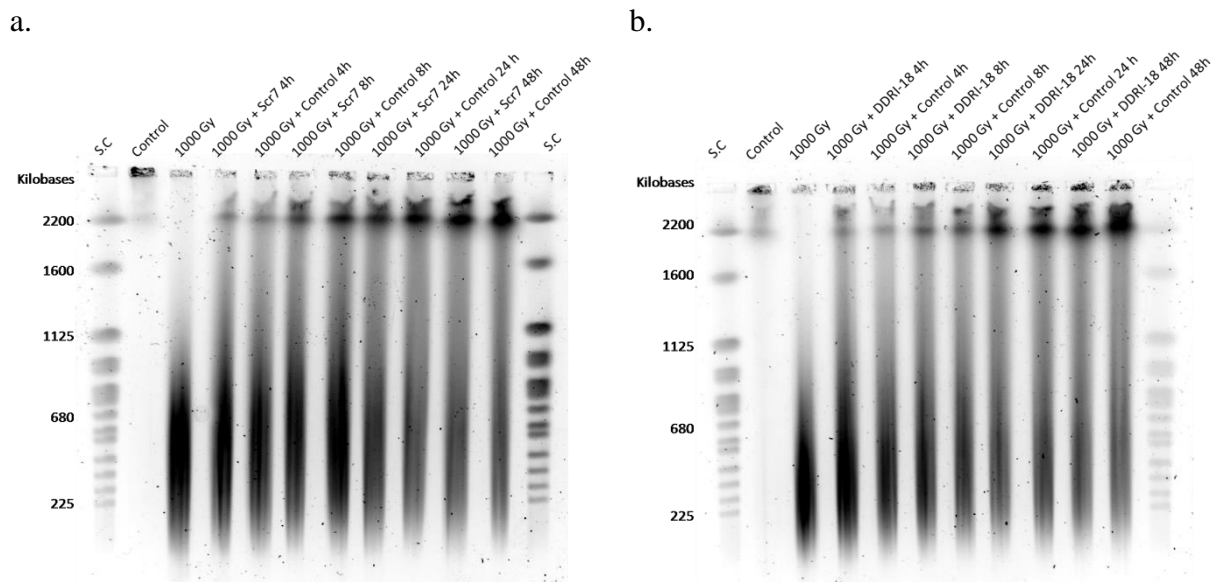 a.
S.C
Control
1000 Gy
1000 Gy + Scr7 4h
1000 Gy + Control 4h
1000 Gy + Scr7 8h
1000 Gy + Control 8h
1000 Gy + Scr7 24h
1000 Gy + Control 24 h
1000 Gy + Scr7 48h
1000 Gy + Control 48h
S.C
Kilobases
2200
1600
1125
680
225
b.
S.C
Control
1000 Gy
1000 Gy + DDRI-18 4h
1000 Gy + Control 4h
1000 Gy + DDRI-18 8h
1000 Gy + Control 8h
1000 Gy + DDRI-18 24h
1000 Gy + Control 24 h
1000 Gy + DDRI-18 48h
1000 Gy + Control 48h
Kilobases
2200
1600
1125
680
225